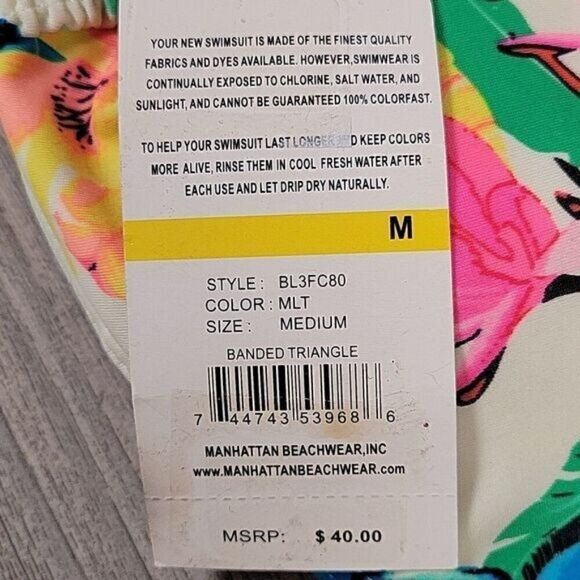 YOUR NEW SWIMSUIT IS MADE OF THE FINEST QUALITY
FABRICS AND DYES AVAILABLE. HOWEVER,SWIMWEAR IS
CONTINUALLY EXPOSED TO CHLORINE, SALT WATER, AND
SUNLIGHT, AND CANNOT BE GUARANTEED 100% COLORFAST.
TO HELP YOUR SWIMSUIT LAST LONGER D KEEP COLORS
MORE ALIVE, RINSE THEM IN COOL FRESH WATER AFTER
EACH USE AND LET DRIP DRY NATURALLY.
M
STYLE: BL3FC80
COLOR: MLT
SIZE: MEDIUM
BANDED TRIANGLE
7 44743 53968 6
MANHATTAN BEACHWEAR,INC
www.MANHATTANBEACHWEAR.com
MSRP: $ 40.00